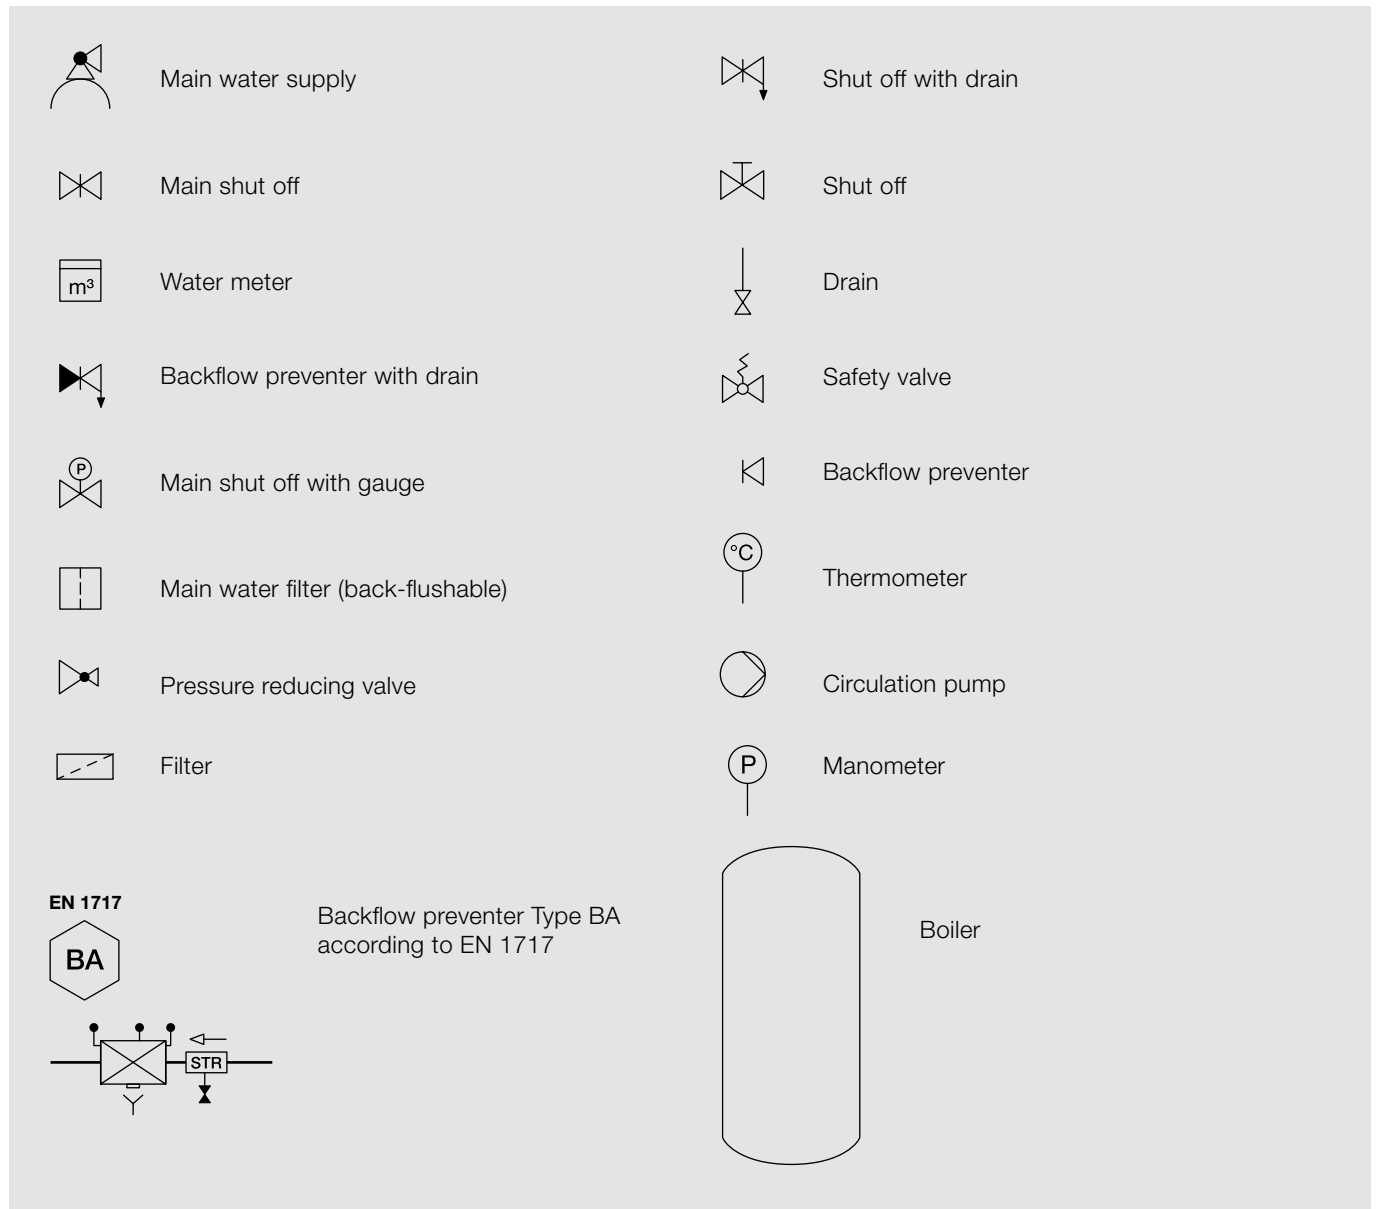 Main water supply
Main shut off
m³
Water meter
Backflow preventer with drain
P
Main shut off with gauge
Main water filter (back-flushable)
Pressure reducing valve
Filter
EN 1717
BA
Backflow preventer Type BA
according to EN 1717
STR
Shut off with drain
Shut off
Drain
Safety valve
Backflow preventer
°C
Thermometer
Circulation pump
P
Manometer
Boiler